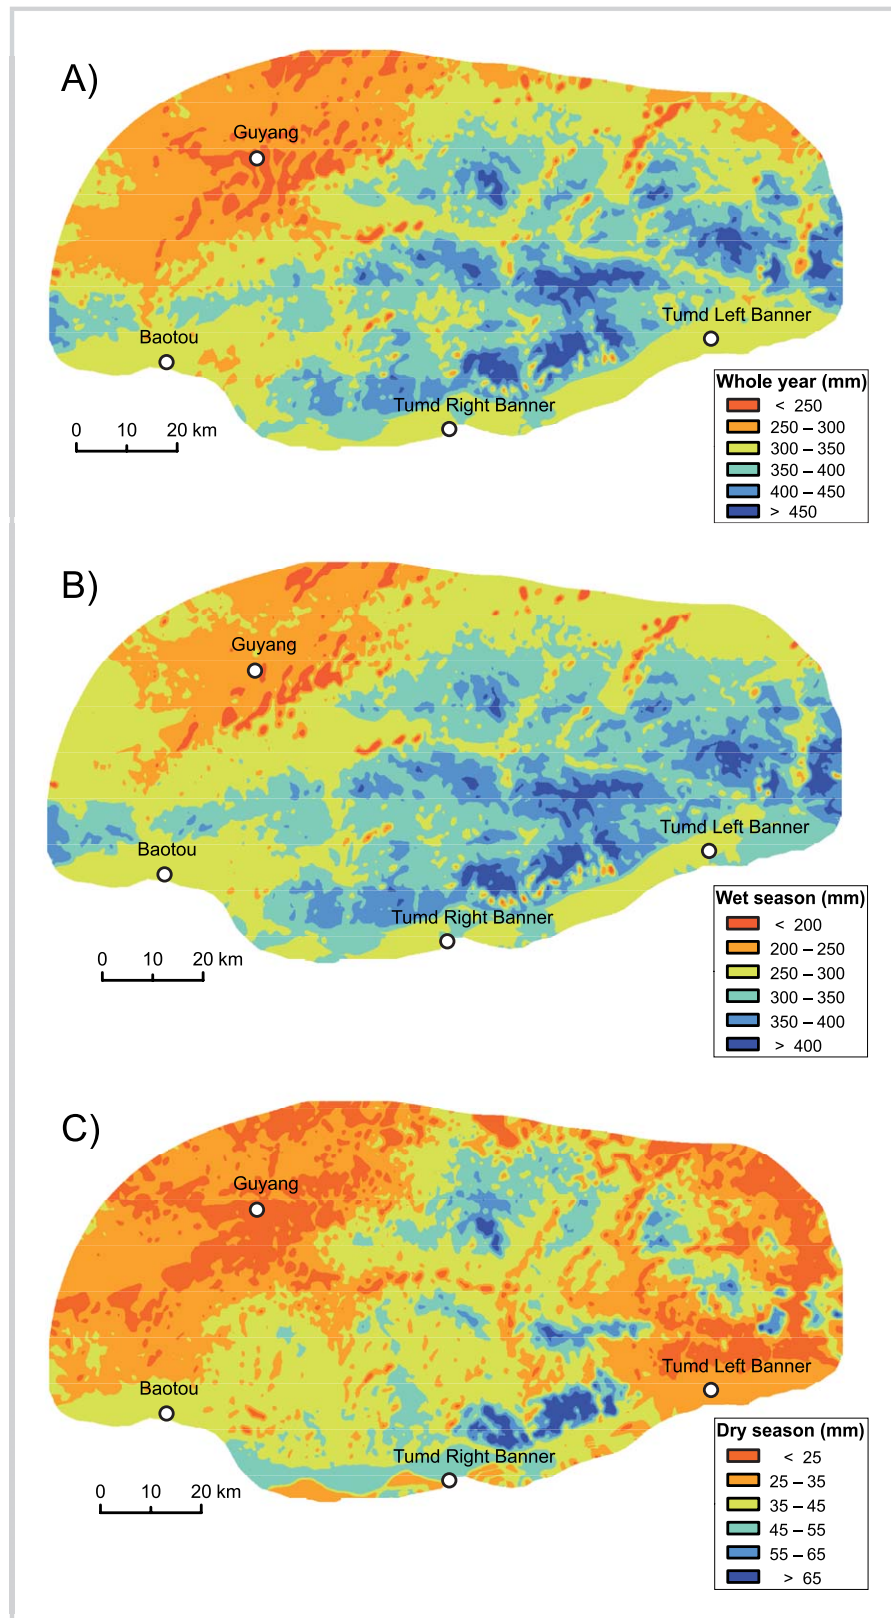 A)
Guyang
Baotou
Tumd Left Banner
Tumd Right Banner
0 10 20 km
Whole year (mm)
< 250
250 – 300
300 – 350
350 – 400
400 – 450
> 450
B)
Guyang
Baotou
Tumd Left Banner
Tumd Right Banner
0 10 20 km
Wet season (mm)
< 200
200 – 250
250 – 300
300 – 350
350 – 400
> 400
C)
Guyang
Baotou
Tumd Left Banner
Tumd Right Banner
0 10 20 km
Dry season (mm)
< 25
25 – 35
35 – 45
45 – 55
55 – 65
> 65